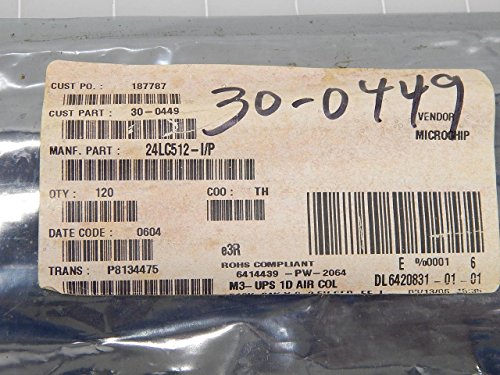 CUST PO. : 187787
30-0449
CUST PART : 30-0449
VENDOR
MICROCHIP
MANF. PART : 24LC512-I/P
QTY : 120 COO : TH
DATE CODE : 0604
e3R
ROHS COMPLIANT
6414439 -PW-2064
E %0001 6
TRANS : P8134475
M3-UPS 1D AIR COL
DL6420831 -01 -01